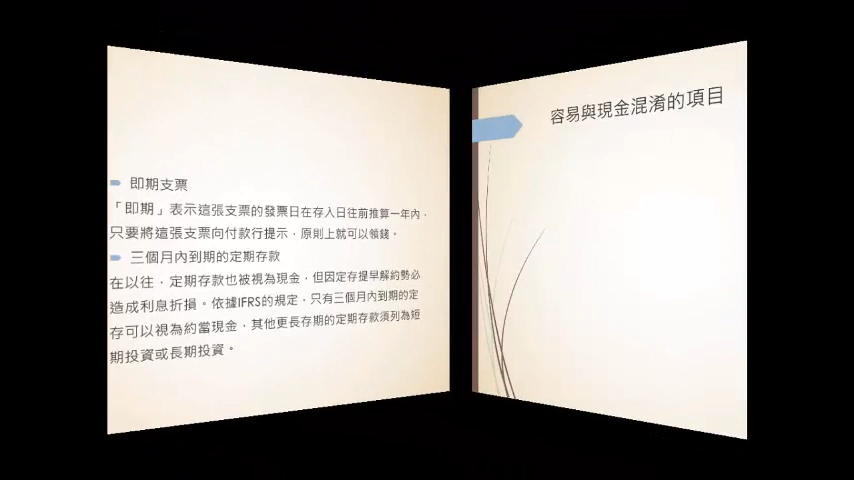 即期支票
「即期」表示這張支票的發票日在存入日往前推算一年內，
只要將這張支票向付款行提示，原則上就可以領錢。
三個月內到期的定期存款
在以往，定期存款也被視為現金，但因定存提早解約勢必
造成利息折損。依據IFRS的規定，只有三個月內到期的定
存可以視為約當現金，其他更長存期的定期存款須列為短
期投資或長期投資。
容易與現金混淆的項目